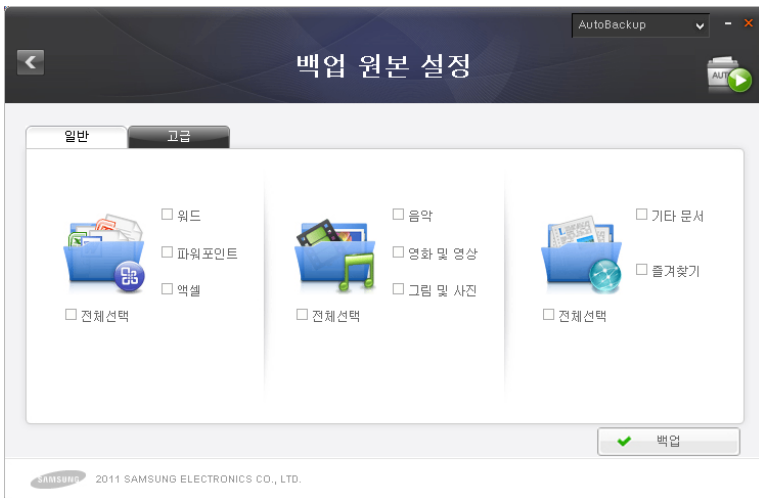 AutoBackup
백업 원본 설정
AUTO
일반
고급
워드
파워포인트
액셀
전체선택
음악
영화 및 영상
그림 및 사진
전체선택
기타 문서
즐겨찾기
전체선택
백업
SAMSUNG 2011 SAMSUNG ELECTRONICS CO., LTD.